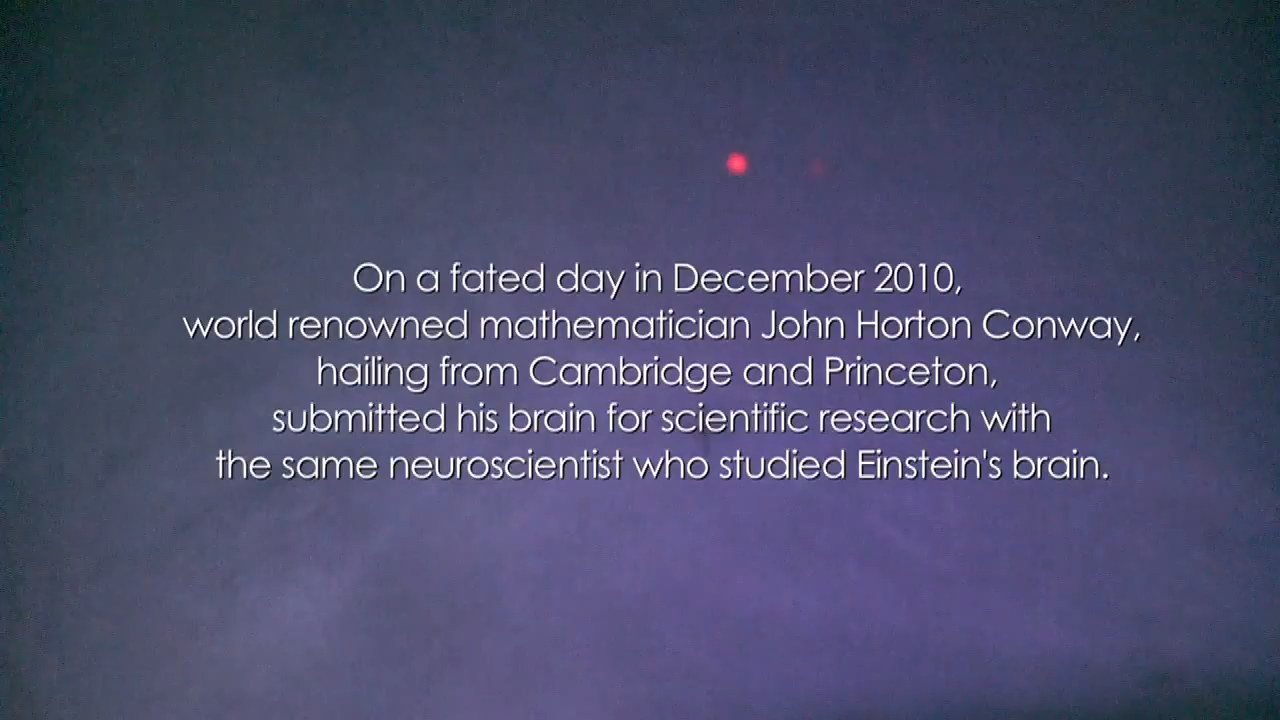 On a fated day in December 2010,
world renowned mathematician John Horton Conway,
hailing from Cambridge and Princeton,
submitted his brain for scientific research with
the same neuroscientist who studied Einstein's brain.